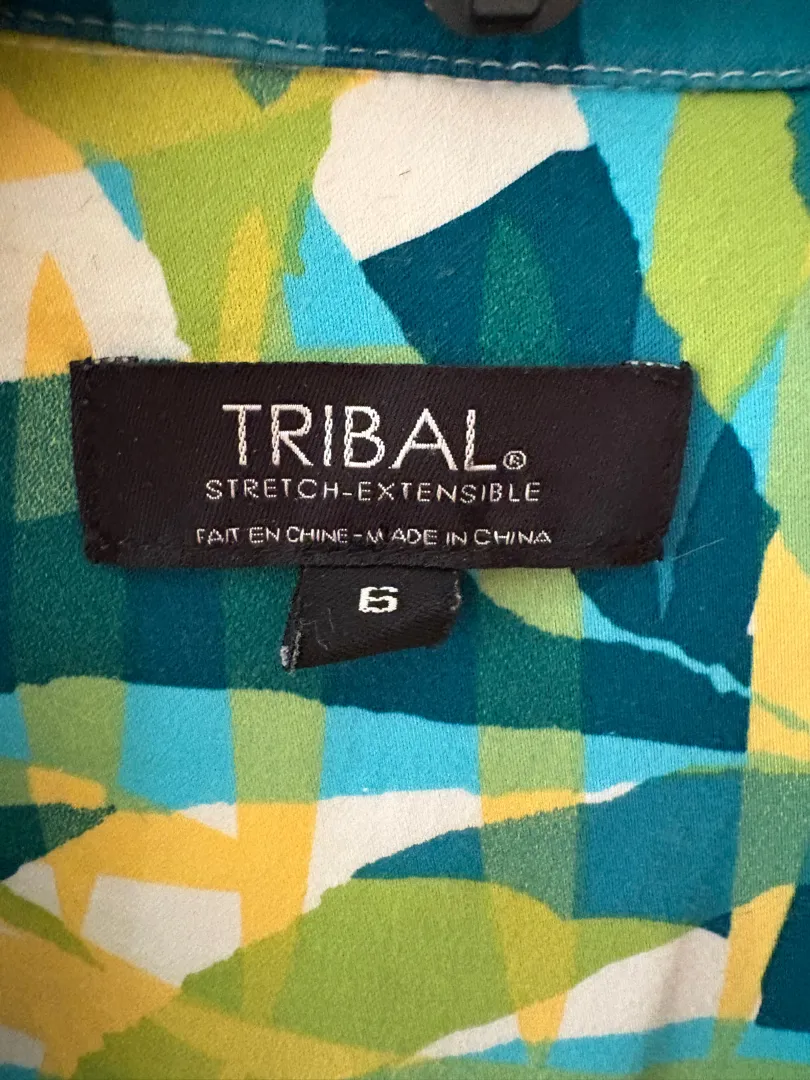 TRIBAL®
STRETCH-EXTENSIBLE
FAIT EN CHINE-MADE IN CHINA
6